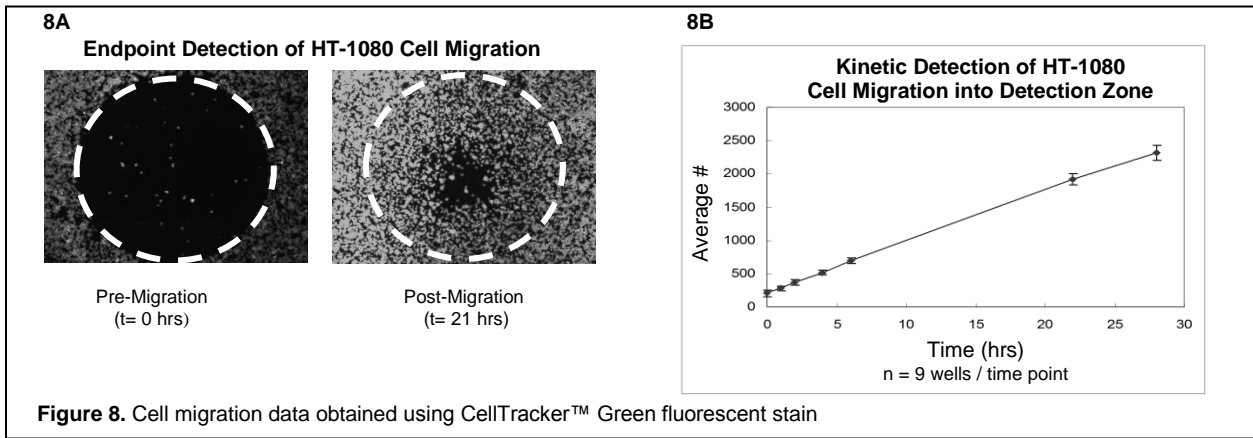 8A
Endpoint Detection of HT-1080 Cell Migration
Pre-Migration
(t= 0 hrs)
Post-Migration
(t= 21 hrs)
8B
Kinetic Detection of HT-1080
Cell Migration into Detection Zone
Average #
3000
2500
2000
1500
1000
500
0
0 5 10 15 20 25 30
Time (hrs)
n = 9 wells / time point
Figure 8. Cell migration data obtained using CellTracker™ Green fluorescent stain